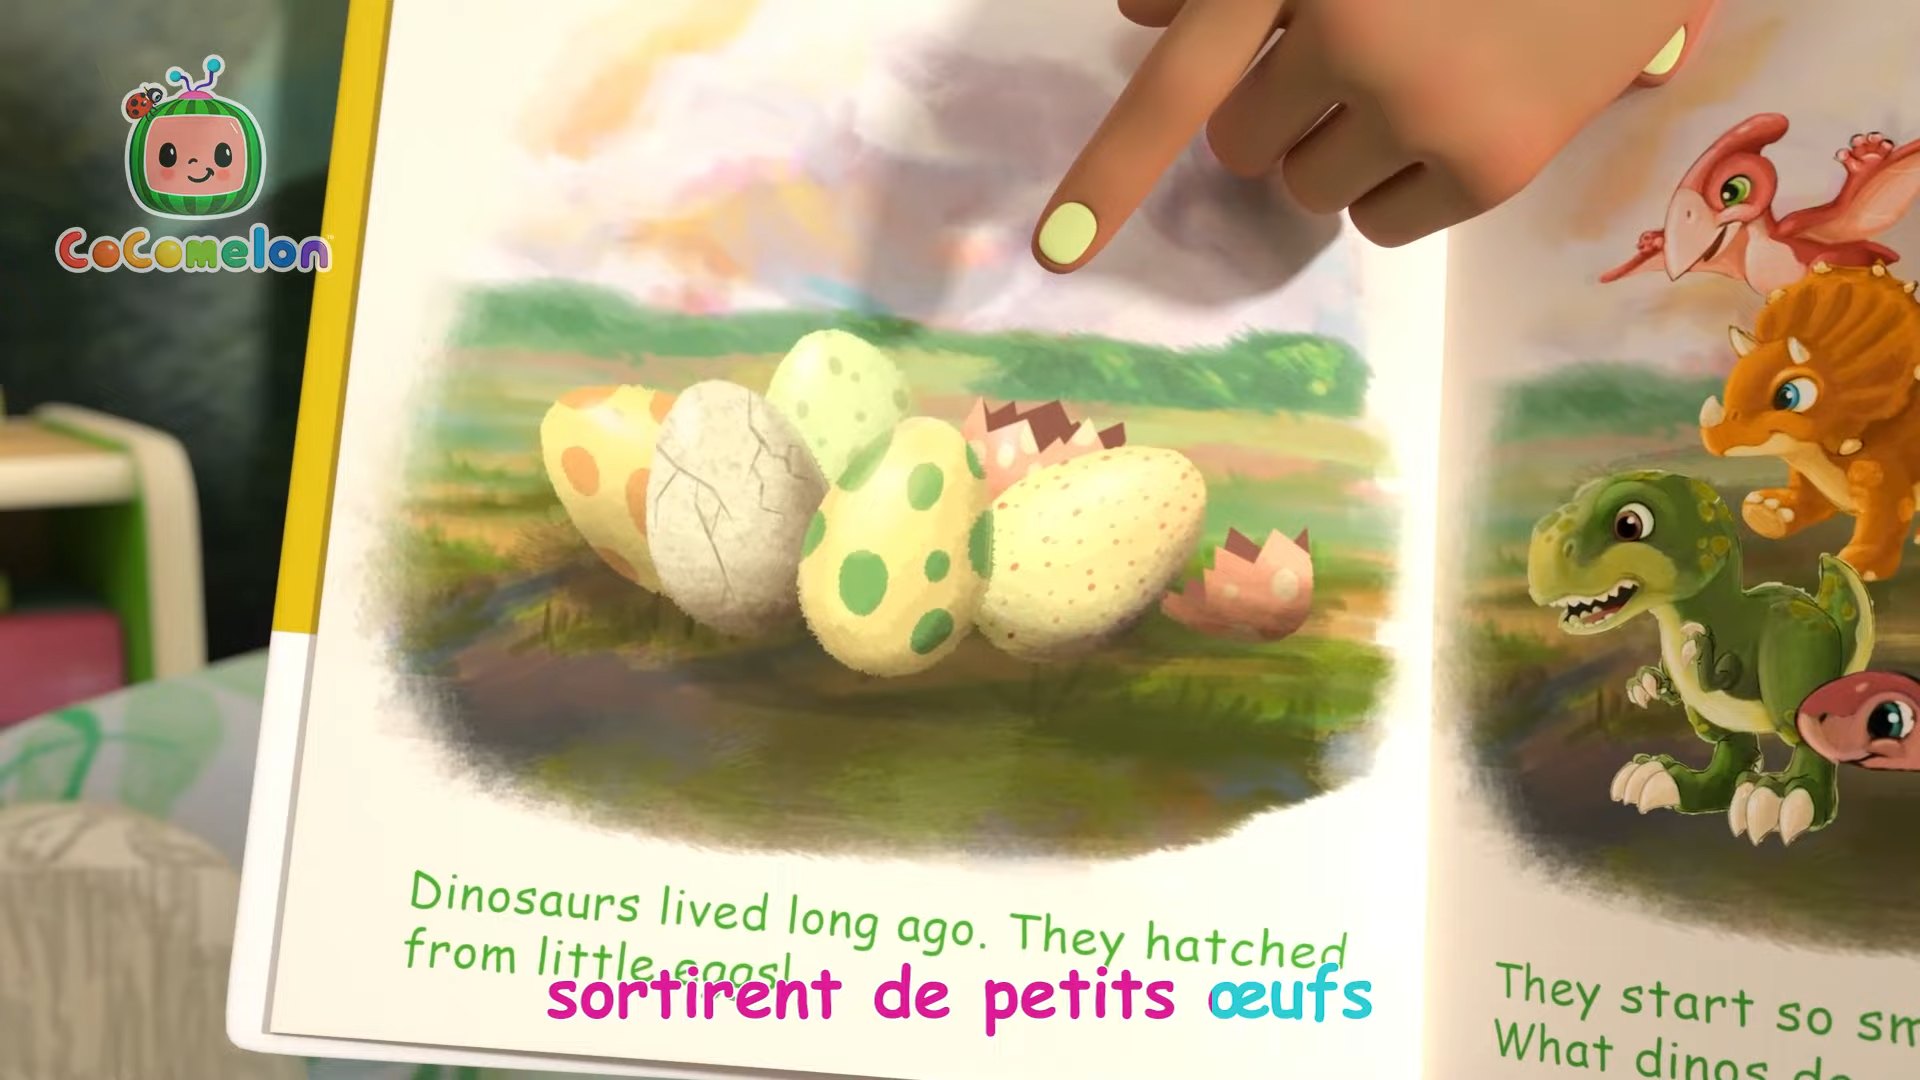 CoComelon
Dinosaurs lived long ago. They hatched
from little eggs!
They start so
What dinos
sortirent de petits œufs